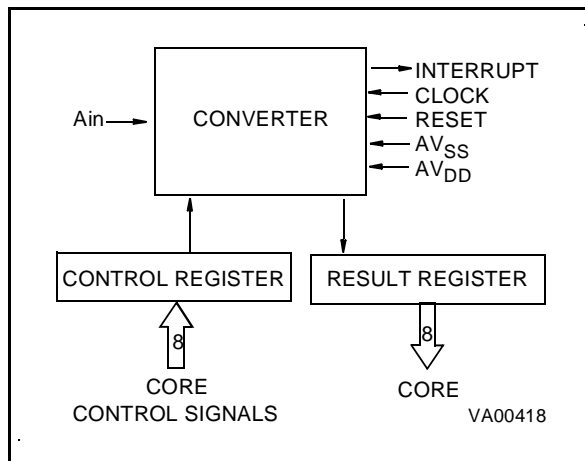 INTERRUPT
CLOCK
Ain
CONVERTER
RESET
AVSS
AVDD
CONTROL REGISTER
RESULT REGISTER
8
8
CORE
CONTROL SIGNALS
CORE
VA00418